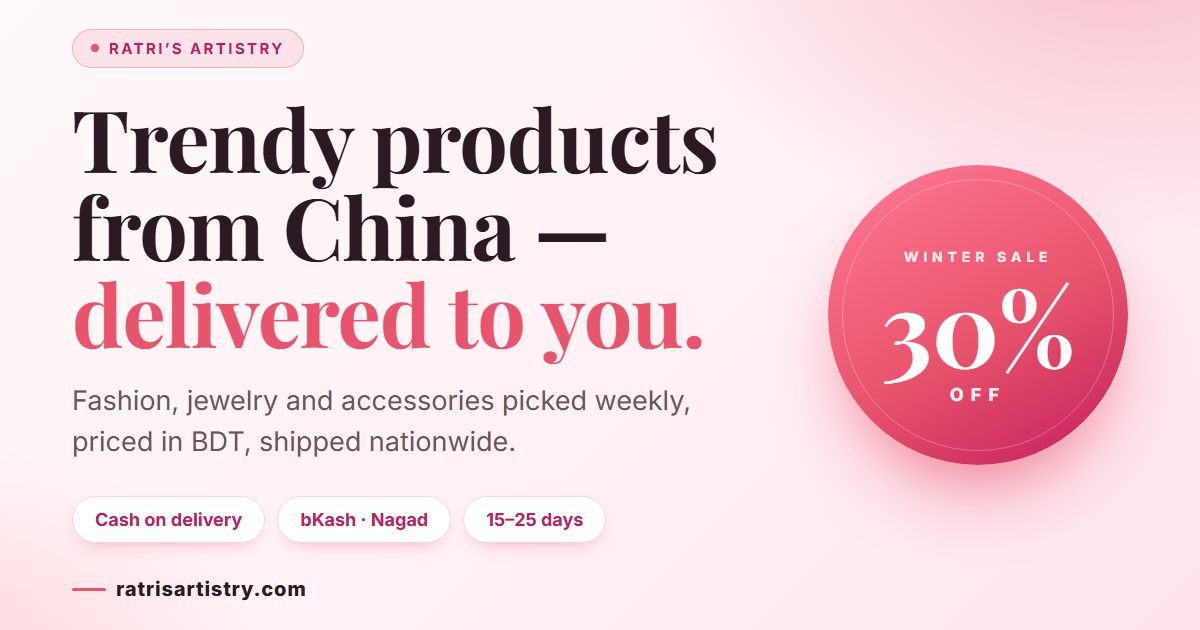 RATRI’S ARTISTRY
Trendy products
from China —
delivered to you.
Fashion, jewelry and accessories picked weekly,
priced in BDT, shipped nationwide.
Cash on delivery
bKash · Nagad
15–25 days
ratrisartistry.com
WINTER SALE
30%
OFF